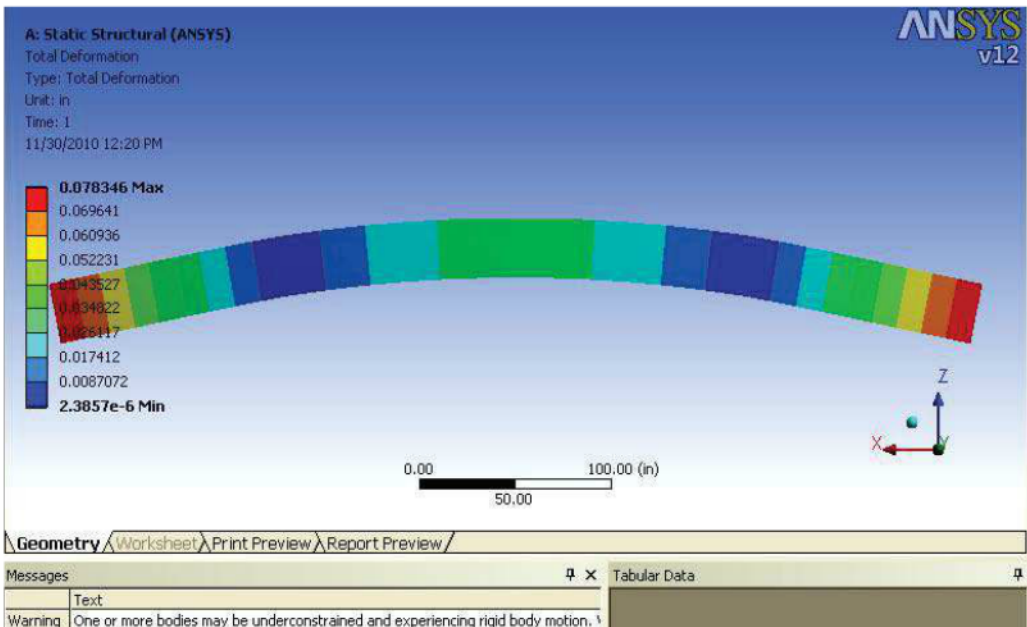 A: Static Structural (ANSYS)
Total Deformation
Type: Total Deformation
Unit: in
Time: 1
11/30/2010 12:20 PM
ANSYS
v12
0.078346 Max
0.069641
0.060936
0.052231
0.043527
0.034822
0.026117
0.017412
0.0087072
2.3857e-6 Min
Z
X
Y
0.00
100.00 (in)
50.00
Geometry
Worksheet
Print Preview
Report Preview
Messages
Tabular Data
Text
Warning
One or more bodies may be underconstrained and experiencing rigid body motion.